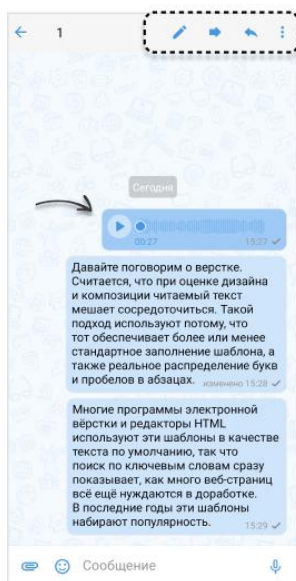 1
Сегодня
00:27 15:27
Давайте поговорим о верстке.
Считается, что при оценке дизайна
и композиции читаемый текст
мешает сосредоточиться. Такой
подход используют потому, что
тот обеспечивает более или менее
стандартное заполнение шаблона, а
также реальное распределение букв
и пробелов в абзацах. изменено 15:28
Многие программы электронной
вёрстки и редакторы HTML
используют эти шаблоны в качестве
текста по умолчанию, так что
поиск по ключевым словам сразу
показывает, как много веб-страниц
всё ещё нуждаются в доработке.
В последние годы эти шаблоны
набирают популярность. 15:29
Сообщение